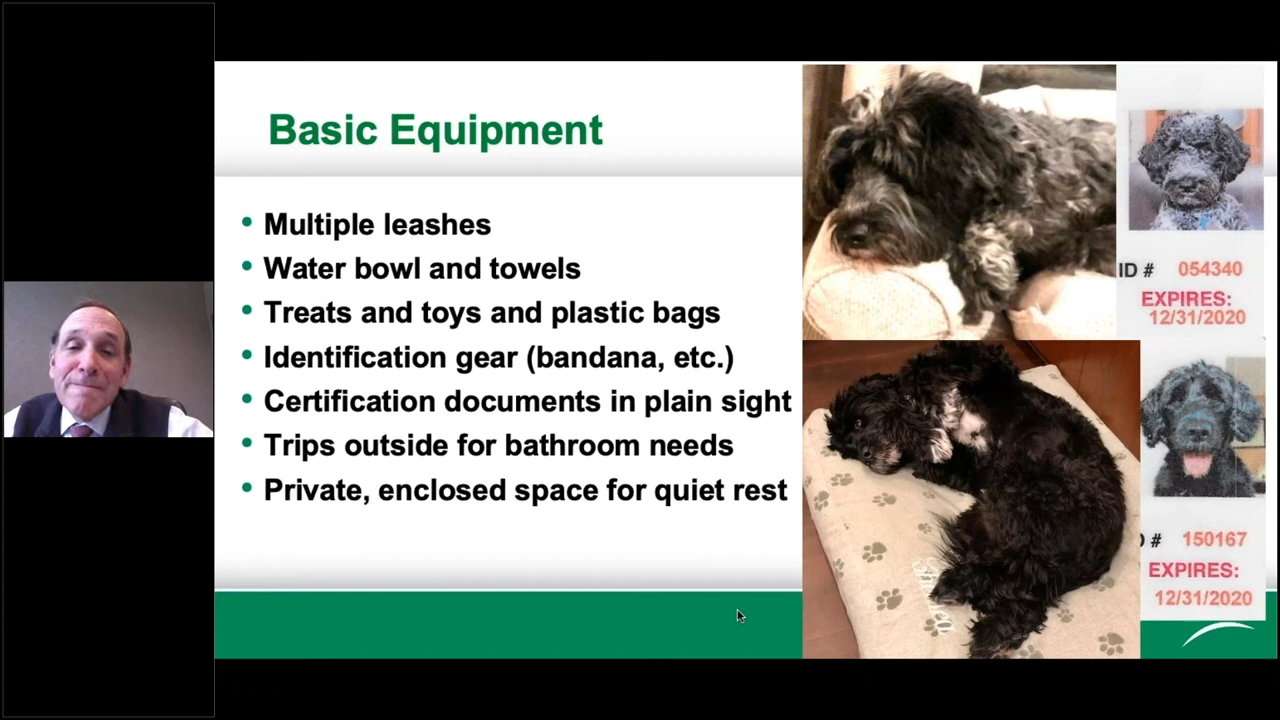 Basic Equipment
• Multiple leashes
• Water bowl and towels
• Treats and toys and plastic bags
• Identification gear (bandana, etc.)
• Certification documents in plain sight
• Trips outside for bathroom needs
• Private, enclosed space for quiet rest
ID # 054340
EXPIRES:
12/31/2020
# 150167
EXPIRES:
12/31/2020